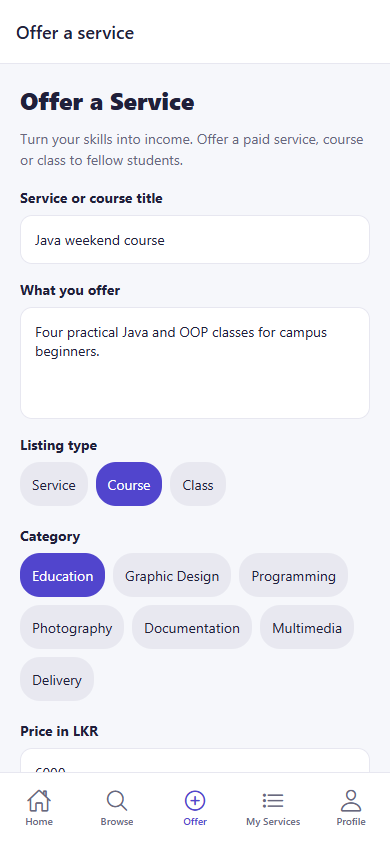 Offer a service
Offer a Service
Turn your skills into income. Offer a paid service, course
or class to fellow students.
Service or course title
Java weekend course
What you offer
Four practical Java and OOP classes for campus
beginners.
Listing type
Service Course Class
Category
Education Graphic Design Programming
Photography Documentation Multimedia
Delivery
Price in LKR
6000
Home Browse Offer My Services Profile